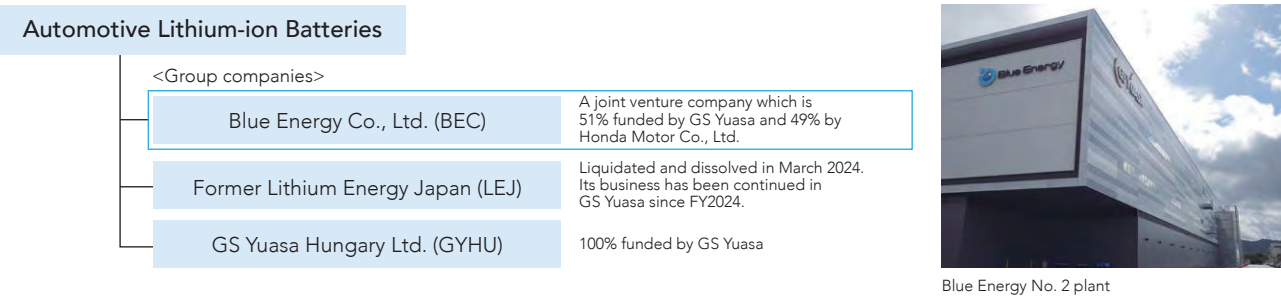 Automotive Lithium-ion Batteries
<Group companies>
Blue Energy Co., Ltd. (BEC)
A joint venture company which is
51% funded by GS Yuasa and 49% by
Honda Motor Co., Ltd.
Former Lithium Energy Japan (LEJ)
Liquidated and dissolved in March 2024.
Its business has been continued in
GS Yuasa since FY2024.
GS Yuasa Hungary Ltd. (GYHU)
100% funded by GS Yuasa
Blue Energy
Blue Energy No. 2 plant